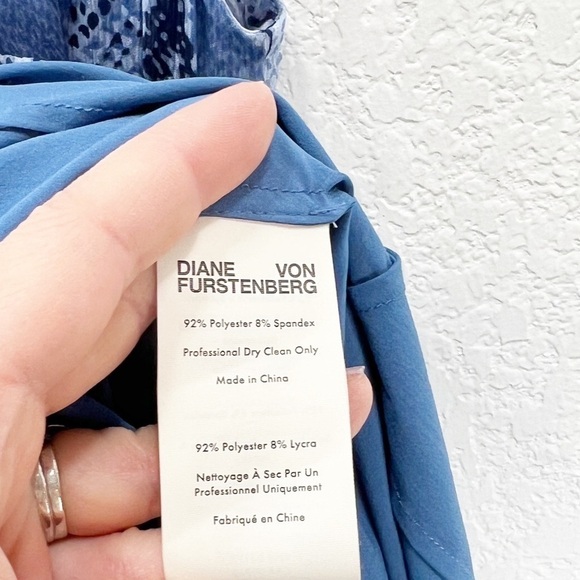 DIANE VON
FURSTENBERG
92% Polyester 8% Spandex
Professional Dry Clean Only
Made in China
92% Polyester 8% Lycra
Nettoyage À Sec Par Un
Professionel Uniquement
Fabriqué en Chine